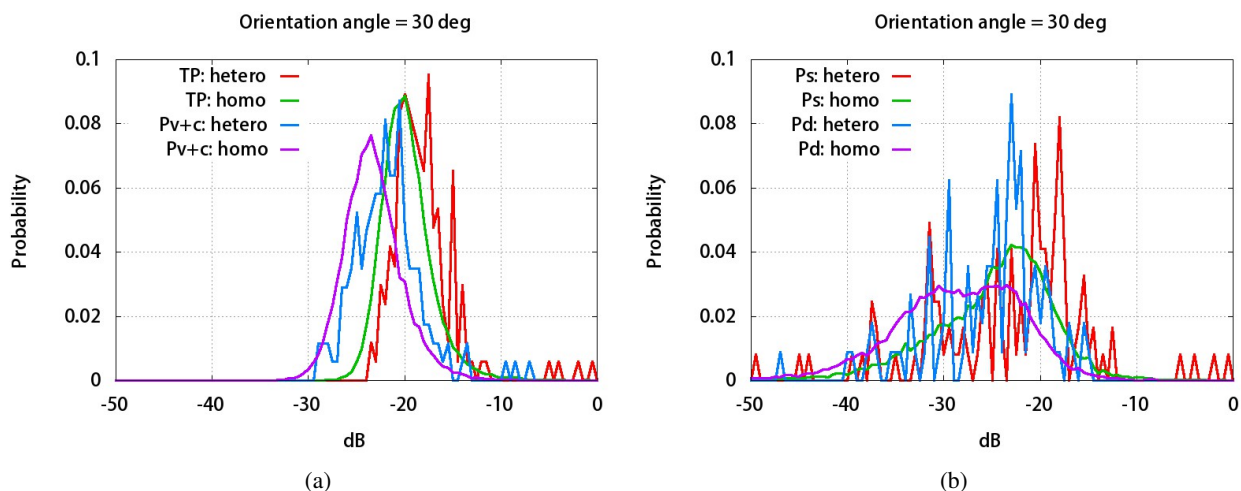 Orientation angle = 30 deg
0.1
0.08
0.06
0.04
0.02
0
Probability
TP: hetero
TP: homo
Pv+c: hetero
Pv+c: homo
-50 -40 -30 -20 -10 0
dB
(a)
Orientation angle = 30 deg
0.1
0.08
0.06
0.04
0.02
0
Probability
Ps: hetero
Ps: homo
Pd: hetero
Pd: homo
-50 -40 -30 -20 -10 0
dB
(b)